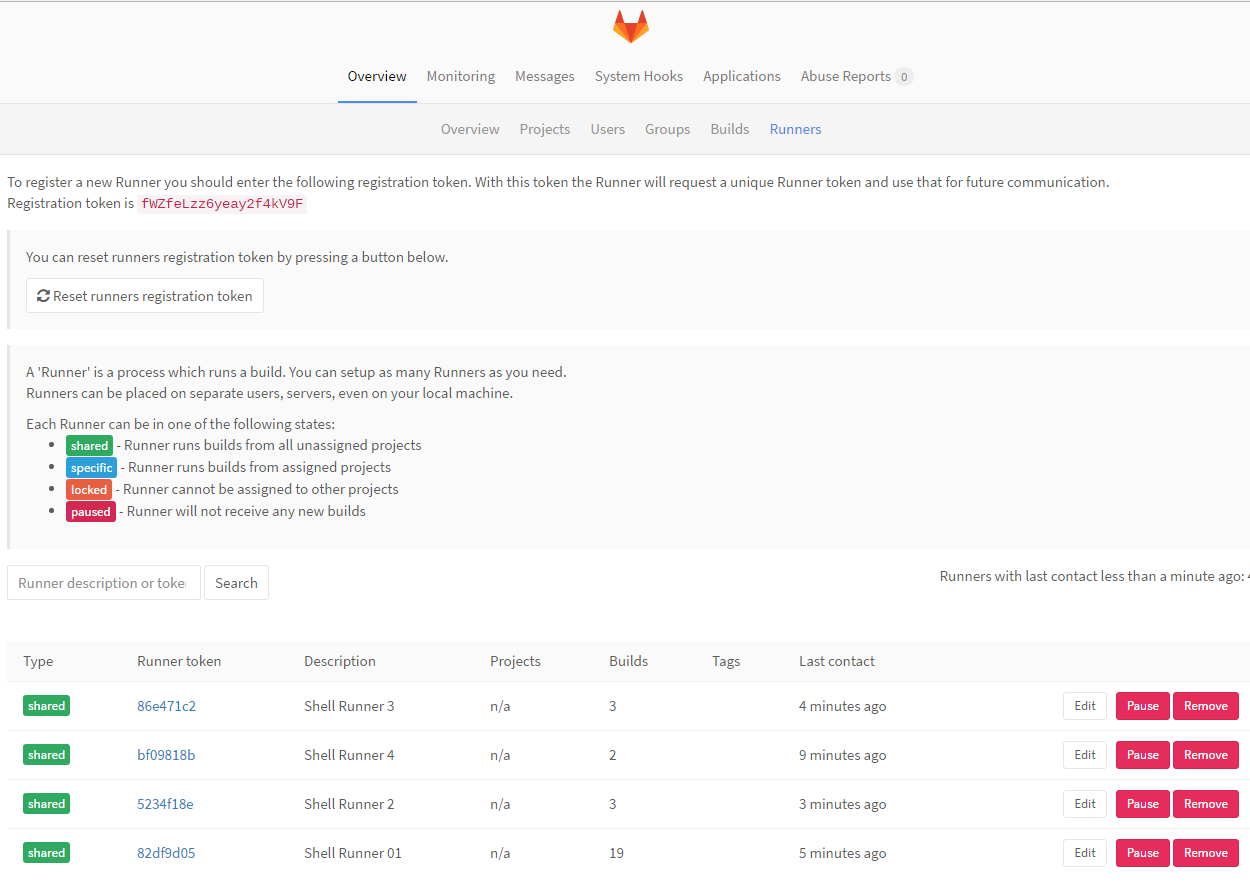 Overview Monitoring Messages System Hooks Applications Abuse Reports 0
Overview Projects Users Groups Builds Runners
To register a new Runner you should enter the following registration token. With this token the Runner will request a unique Runner token and use that for future communication.
Registration token is fWZfeLzz6yeay2f4kV9F
You can reset runners registration token by pressing a button below.
Reset runners registration token
A 'Runner' is a process which runs a build. You can setup as many Runners as you need.
Runners can be placed on separate users, servers, even on your local machine.
Each Runner can be in one of the following states:
shared - Runner runs builds from all unassigned projects
specific - Runner runs builds from assigned projects
locked - Runner cannot be assigned to other projects
paused - Runner will not receive any new builds
Runner description or toke Search
Runners with last contact less than a minute ago:
Type Runner token Description Projects Builds Tags Last contact
shared 86e471c2 Shell Runner 3 n/a 3 4 minutes ago Edit Pause Remove
shared bf09818b Shell Runner 4 n/a 2 9 minutes ago Edit Pause Remove
shared 5234f18e Shell Runner 2 n/a 3 3 minutes ago Edit Pause Remove
shared 82df9d05 Shell Runner 01 n/a 19 5 minutes ago Edit Pause Remove